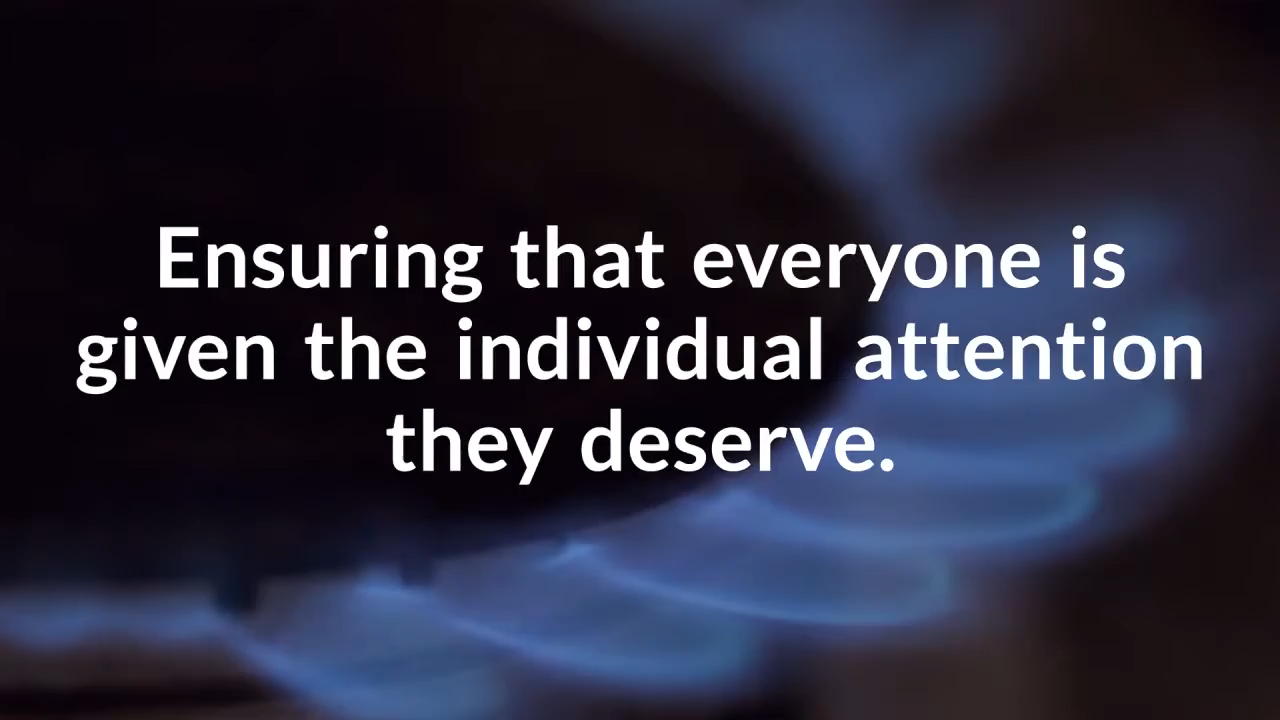 Ensuring that everyone is
given the individual attention
they deserve.